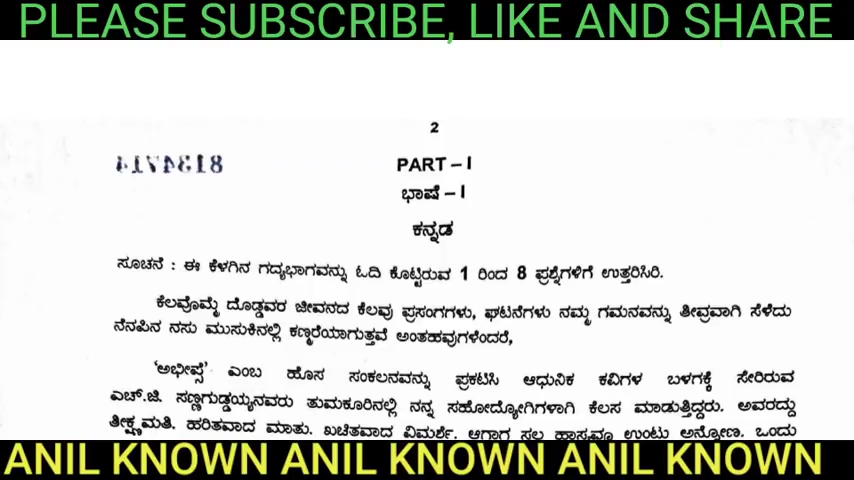 PLEASE SUBSCRIBE, LIKE AND SHARE
2
PART – I
ಭಾಷೆ – I
ಕನ್ನಡ
ಸೂಚನೆ : ಈ ಕೆಳಗಿನ ಗದ್ಯಭಾಗವನ್ನು ಓದಿ ಕೊಟ್ಟಿರುವ 1 ರಿಂದ 8 ಪ್ರಶ್ನೆಗಳಿಗೆ ಉತ್ತರಿಸಿರಿ.
ಕೆಲವೊಮ್ಮೆ ದೊಡ್ಡವರ ಜೀವನದ ಕೆಲವು ಪ್ರಸಂಗಗಳು, ಘಟನೆಗಳು ನಮ್ಮ ಗಮನವನ್ನು ತೀವ್ರವಾಗಿ ಸೆಳೆದು
ನೆನಪಿನ ನಸು ಮುಸುಕಿನಲ್ಲಿ ಕಣ್ಮರೆಯಾಗುತ್ತವೆ ಅಂತಹವುಗಳೆಂದರೆ,
'ಅಭೀಪ್ಸೆ' ಎಂಬ ಹೊಸ ಸಂಕಲನವನ್ನು ಪ್ರಕಟಿಸಿ ಆಧುನಿಕ ಕವಿಗಳ ಬಳಗಕ್ಕೆ ಸೇರಿರುವ
ಎಚ್.ಜಿ. ಸಣ್ಣಗುಡ್ಡಯ್ಯನವರು ತುಮಕೂರಿನಲ್ಲಿ ನನ್ನ ಸಹೋದ್ಯೋಗಿಗಳಾಗಿ ಕೆಲಸ ಮಾಡುತ್ತಿದ್ದರು. ಅವರದ್ದು
ತೀಕ್ಷ್ಣಮತಿ. ಹರಿತವಾದ ಮಾತು. ಖಚಿತವಾದ ವಿಮರ್ಶೆ. ಆಗಾಗ ಸಲ್ಪ ಹಾಸ್ಯವೂ ಉಂಟು ಅನ್ನೋಣ. ಒಂದು
ANIL KNOWN ANIL KNOWN ANIL KNOWN